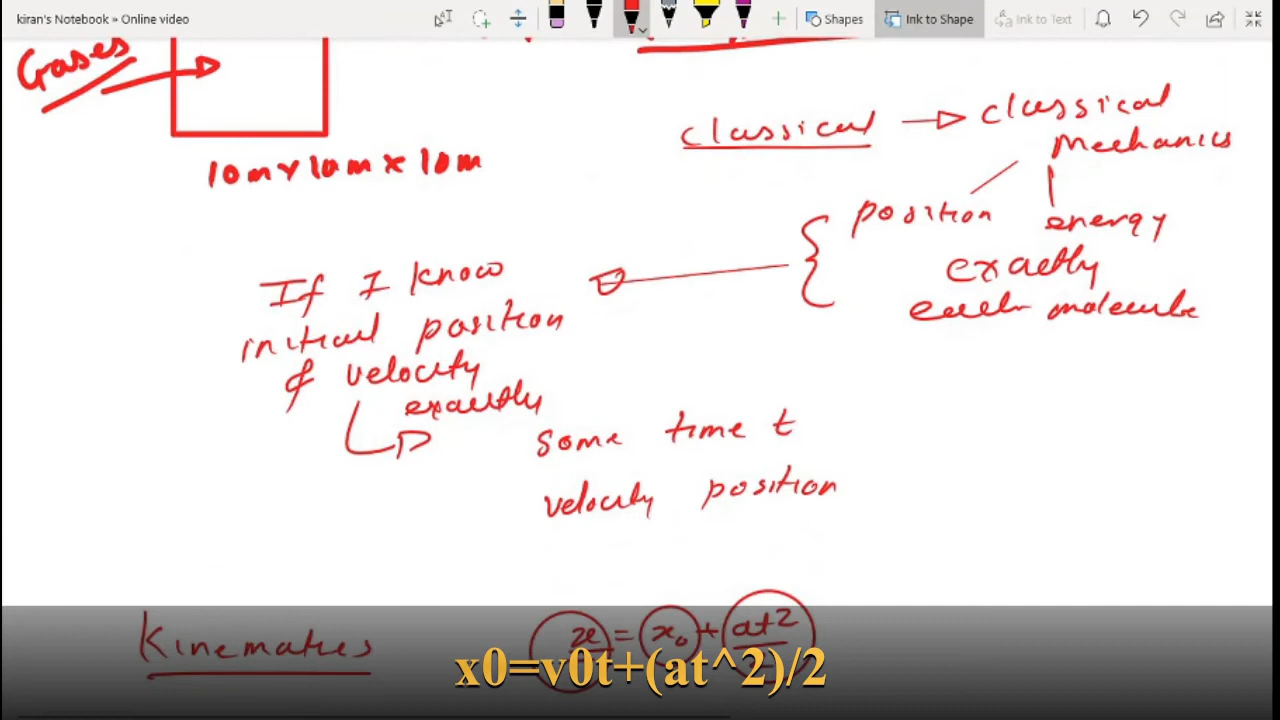 kiran's Notebook » Online video
Shapes
Ink to Shape
Ink to Text
Gases
10m x 10m x 10m
classical → classical
Mechanics
position energy
exactly
each molecule
If I know
initial position
& velocity
exactly
some time t
velocity position
Kinematics
x = x₀ + at2
x0=v0t+(at^2)/2